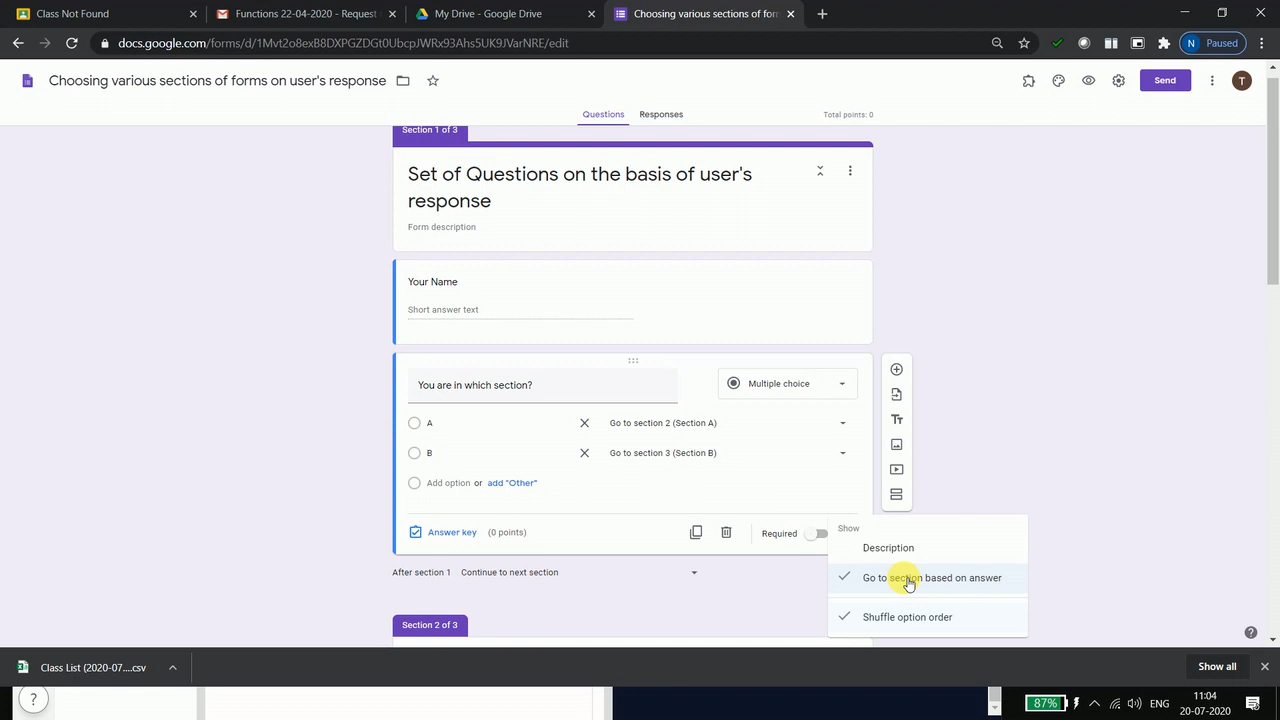 Class Not Found
Functions 22-04-2020 - Request
My Drive - Google Drive
Choosing various sections of form
docs.google.com/forms/d/1Mvt2o8exB8DXPGZDGt0UbcpJWRx93Ahs5UK9JVarNRE/edit
N Paused
Choosing various sections of forms on user's response
Send
T
Questions Responses
Total points: 0
Section 1 of 3
Set of Questions on the basis of user's
response
Form description
Your Name
Short answer text
You are in which section?
Multiple choice
A
Go to section 2 (Section A)
B
Go to section 3 (Section B)
Add option or add "Other"
Answer key (0 points)
Required
Show
Description
Go to section based on answer
Shuffle option order
After section 1 Continue to next section
Section 2 of 3
Class List (2020-07....csv
Show all
87%
ENG
11:04
20-07-2020